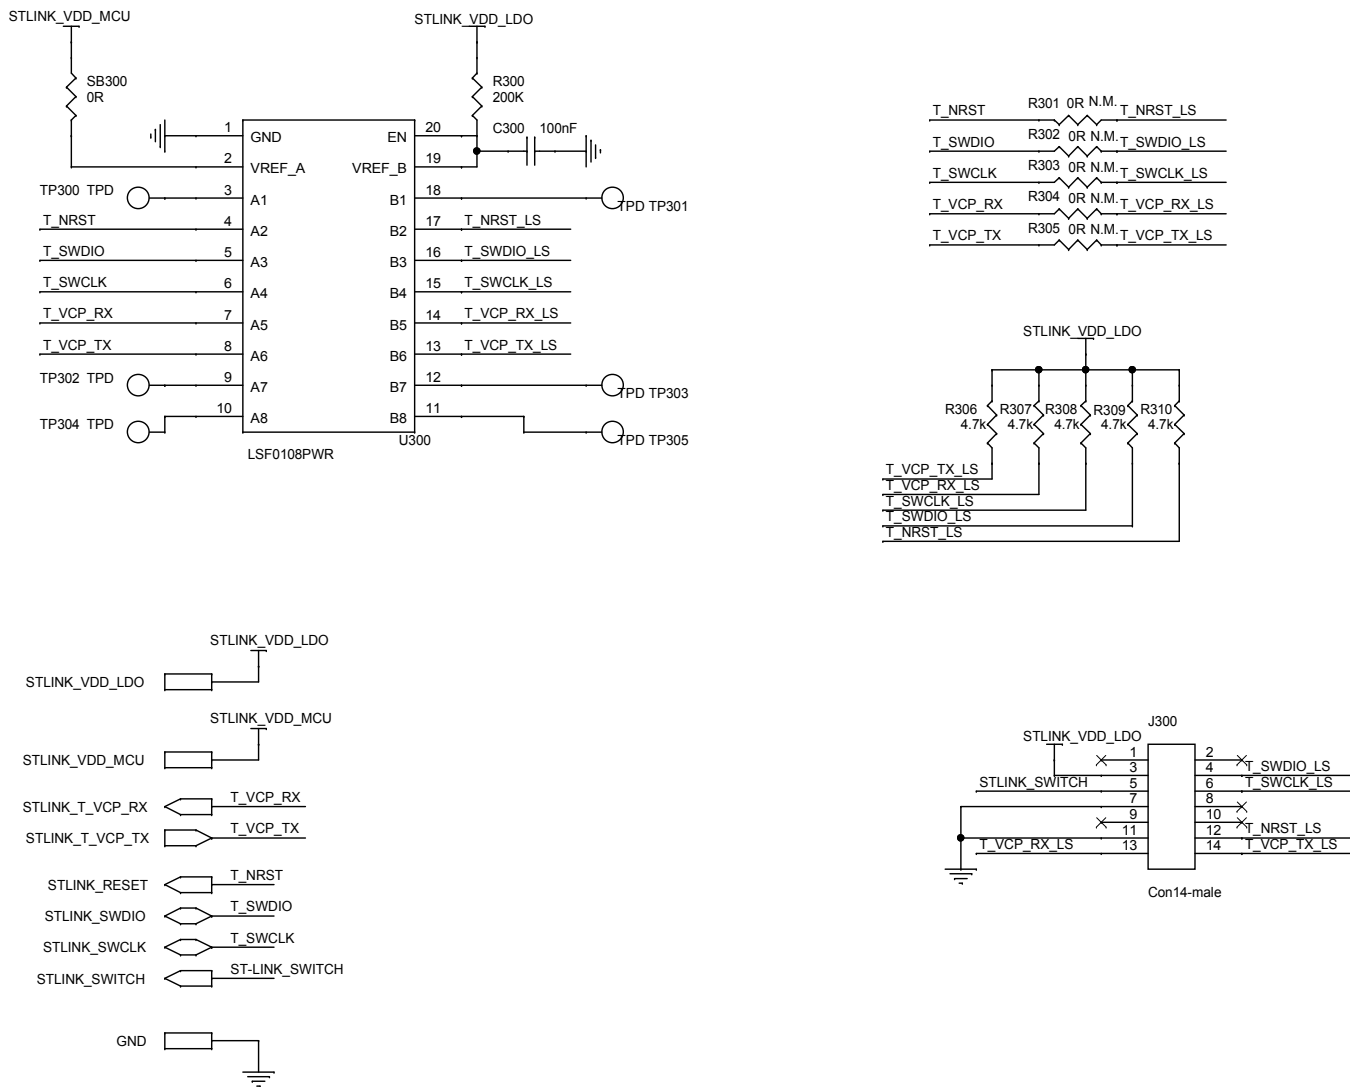 STLINK_VDD_MCU
SB300
0R
STLINK_VDD_LDO
R300
200K
C300 100nF
1 GND EN 20
2 VREF_A VREF_B 19
TP300 TPD 3 A1 B1 18 TPD TP301
T_NRST 4 A2 B2 17 T_NRST_LS
T_SWDIO 5 A3 B3 16 T_SWDIO_LS
T_SWCLK 6 A4 B4 15 T_SWCLK_LS
T_VCP_RX 7 A5 B5 14 T_VCP_RX_LS
T_VCP_TX 8 A6 B6 13 T_VCP_TX_LS
TP302 TPD 9 A7 B7 12 TPD TP303
TP304 TPD 10 A8 B8 11 TPD TP305
U300
LSF0108PWR
T_NRST R301 0R N.M. T_NRST_LS
T_SWDIO R302 0R N.M. T_SWDIO_LS
T_SWCLK R303 0R N.M. T_SWCLK_LS
T_VCP_RX R304 0R N.M. T_VCP_RX_LS
T_VCP_TX R305 0R N.M. T_VCP_TX_LS
STLINK_VDD_LDO
R306 R307 R308 R309 R310
4.7k 4.7k 4.7k 4.7k 4.7k
T_VCP_TX_LS
T_VCP_RX_LS
T_SWCLK_LS
T_SWDIO_LS
T_NRST_LS
STLINK_VDD_LDO
STLINK_VDD_LDO
STLINK_VDD_MCU
STLINK_VDD_MCU
STLINK_T_VCP_RX T_VCP_RX
STLINK_T_VCP_TX T_VCP_TX
STLINK_RESET T_NRST
STLINK_SWDIO T_SWDIO
STLINK_SWCLK T_SWCLK
STLINK_SWITCH ST-LINK_SWITCH
GND
J300
STLINK_VDD_LDO
1 2
3 4 T_SWDIO_LS
STLINK_SWITCH 5 6 T_SWCLK_LS
7 8
9 10
11 12 T_NRST_LS
T_VCP_RX_LS 13 14 T_VCP_TX_LS
Con14-male